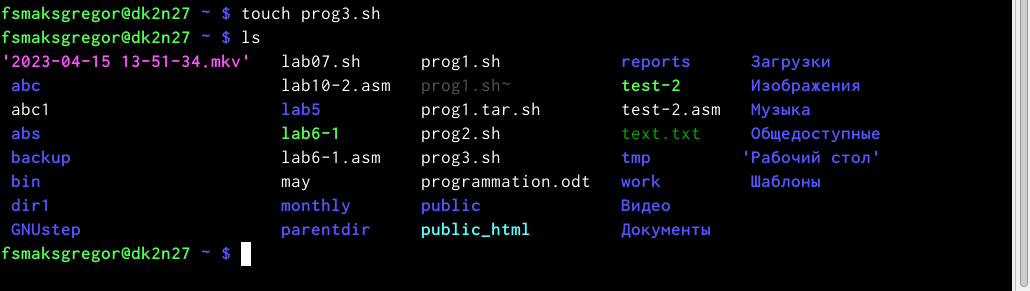 fsmaksgregor@dk2n27 ~ $ touch prog3.sh
fsmaksgregor@dk2n27 ~ $ ls
'2023-04-15 13-51-34.mkv' lab07.sh prog1.sh reports Загрузки
abc lab10-2.asm prog1.sh~ test-2 Изображения
abc1 lab5 prog1.tar.sh test-2.asm Музыка
abs lab6-1 prog2.sh text.txt Общедоступные
backup lab6-1.asm prog3.sh tmp 'Рабочий стол'
bin may programmation.odt work Шаблоны
dir1 monthly public Видео
GNUstep parentdir public_html Документы
fsmaksgregor@dk2n27 ~ $